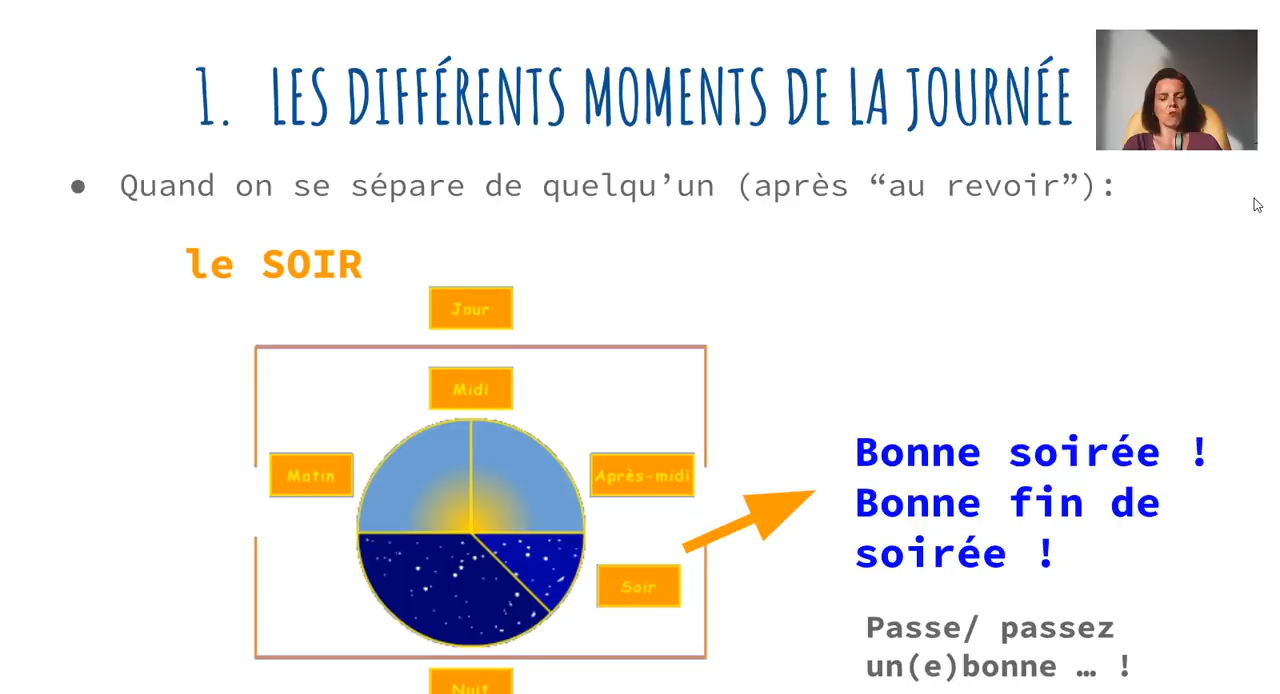 1. LES DIFFÉRENTS MOMENTS DE LA JOURNÉE
● Quand on se sépare de quelqu’un (après “au revoir”):
le SOIR
Jour
Midi
Matin
Après-midi
Soir
Nuit
Bonne soirée !
Bonne fin de
soirée !
Passe/ passez
un(e)bonne … !